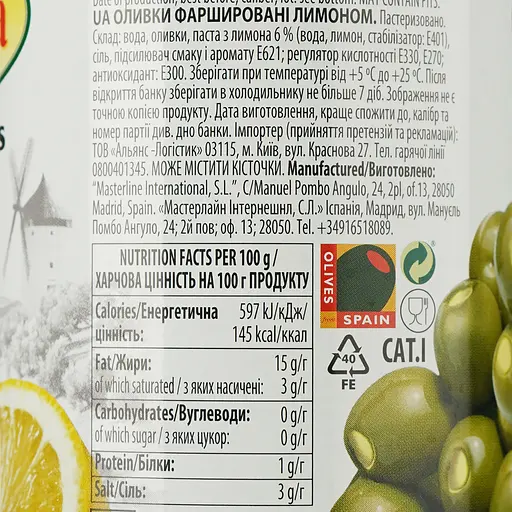 UA ОЛИВКИ ФАРШИРОВАНІ ЛИМОНОМ. Пастеризовано.
Склад: вода, оливки, паста з лимона 6 % (вода, лимон, стабілізатор: Е401),
сіль, підсилювач смаку і аромату Е621; регулятор кислотності Е330, Е270;
антиоксидант: Е300. Зберігати при температурі від +5 °С до +25 °С. Після
відкриття банку зберігати в холодильнику не більше 7 діб. Зображення не є
точною копією продукту. Дата виготовлення, краще спожити до, калібр та
номер партії див. дно банки. Імпортер (прийняття претензій та рекламацій):
ТОВ «Альянс -Логістик» 03115, м. Київ, вул. Краснова 27. Тел. гарячої лінії
0800401345. МОЖЕ МІСТИТИ КІСТОЧКИ. Manufactured/Виготовлено:
"Masterline International, S.L.", C/Manuel Pombo Angulo, 24, 2pl, of.13, 28050
Madrid, Spain. «Мастерлайн Інтернешнл, С.Л.» Іспанія, Мадрид, вул. Мануель
Помбо Ангуло, 24; 2й пов; оф. 13; 28050. Tel. +34916518089.
NUTRITION FACTS PER 100 g /
ХАРЧОВА ЦІННІСТЬ НА 100 г ПРОДУКТУ
Calories/Енергетична 597 kJ/кДж/
цінність: 145 kcal/ккал
Fat/Жири: 15 g/г
of which saturated / з яких насичені: 3 g/г
Carbohydrates/Вуглеводи: 0 g/г
of which sugar / з яких цукор: 0 g/г
Protein/Білки: 1 g/г
Salt/Сіль: 3 g/г
OLIVES
from
SPAIN
40
FE
CAT.I